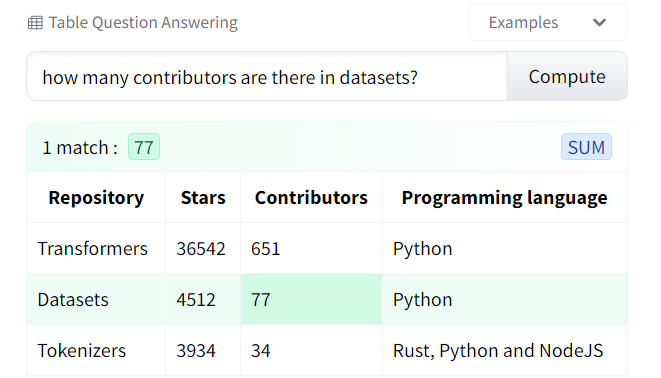 Table Question Answering
Examples
how many contributors are there in datasets?
Compute
1 match : 77
SUM
Repository Stars Contributors Programming language
Transformers 36542 651 Python
Datasets 4512 77 Python
Tokenizers 3934 34 Rust, Python and NodeJS